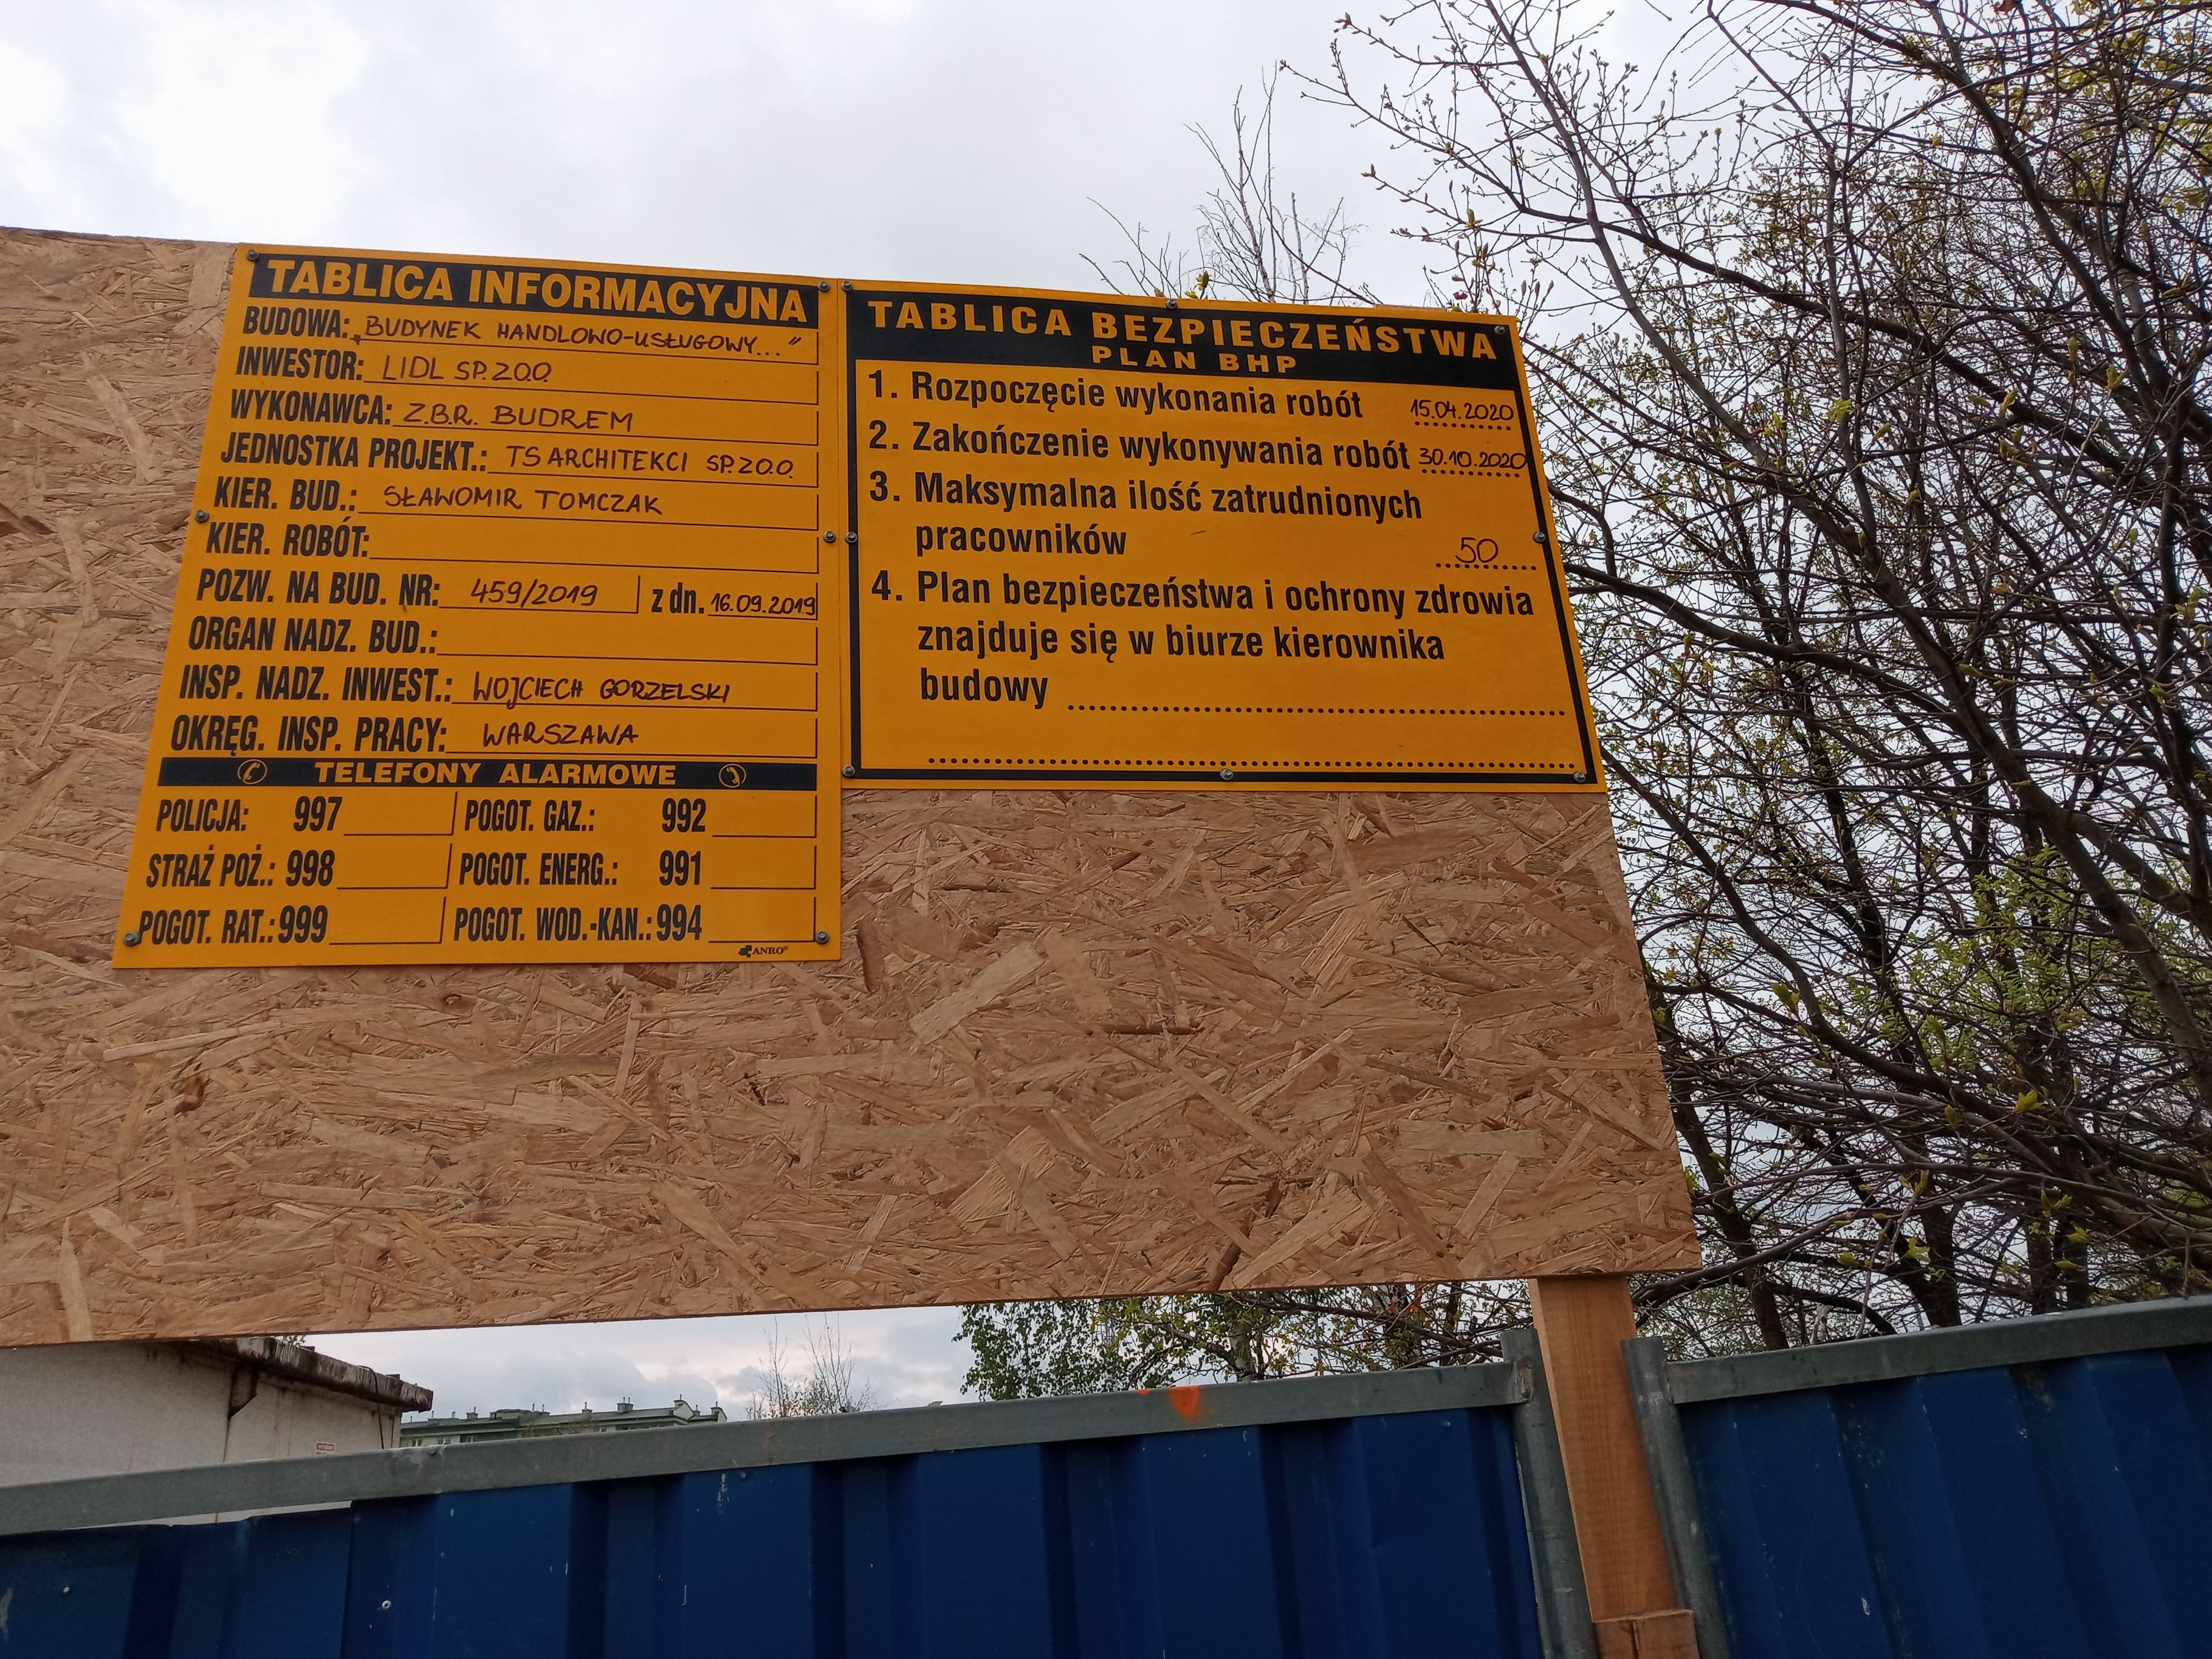 TABLICA INFORMACYJNA
BUDOWA: „BUDYNEK HANDLOWO-USŁUGOWY..."
INWESTOR: LIDL SP. Z O.O.
WYKONAWCA: Z.B.R. BUDREM
JEDNOSTKA PROJEKT.: TS ARCHITEKCI SP. Z O.O.
KIER. BUD.: SŁAWOMIR TOMCZAK
KIER. ROBÓT:
POZW. NA BUD. NR: 459/2019 z dn. 16.09.2019
ORGAN NADZ. BUD.:
INSP. NADZ. INWEST.: WOJCIECH GORZELSKI
OKRĘG. INSP. PRACY: WARSZAWA
TELEFONY ALARMOWE
POLICJA: 997 POGOT. GAZ.: 992
STRAŻ POŻ.: 998 POGOT. ENERG.: 991
POGOT. RAT.: 999 POGOT. WOD.-KAN.: 994
ANRO®
TABLICA BEZPIECZEŃSTWA
PLAN BHP
1. Rozpoczęcie wykonania robót 15.04.2020
2. Zakończenie wykonywania robót 30.10.2020
3. Maksymalna ilość zatrudnionych
pracowników 50
4. Plan bezpieczeństwa i ochrony zdrowia
znajduje się w biurze kierownika
budowy